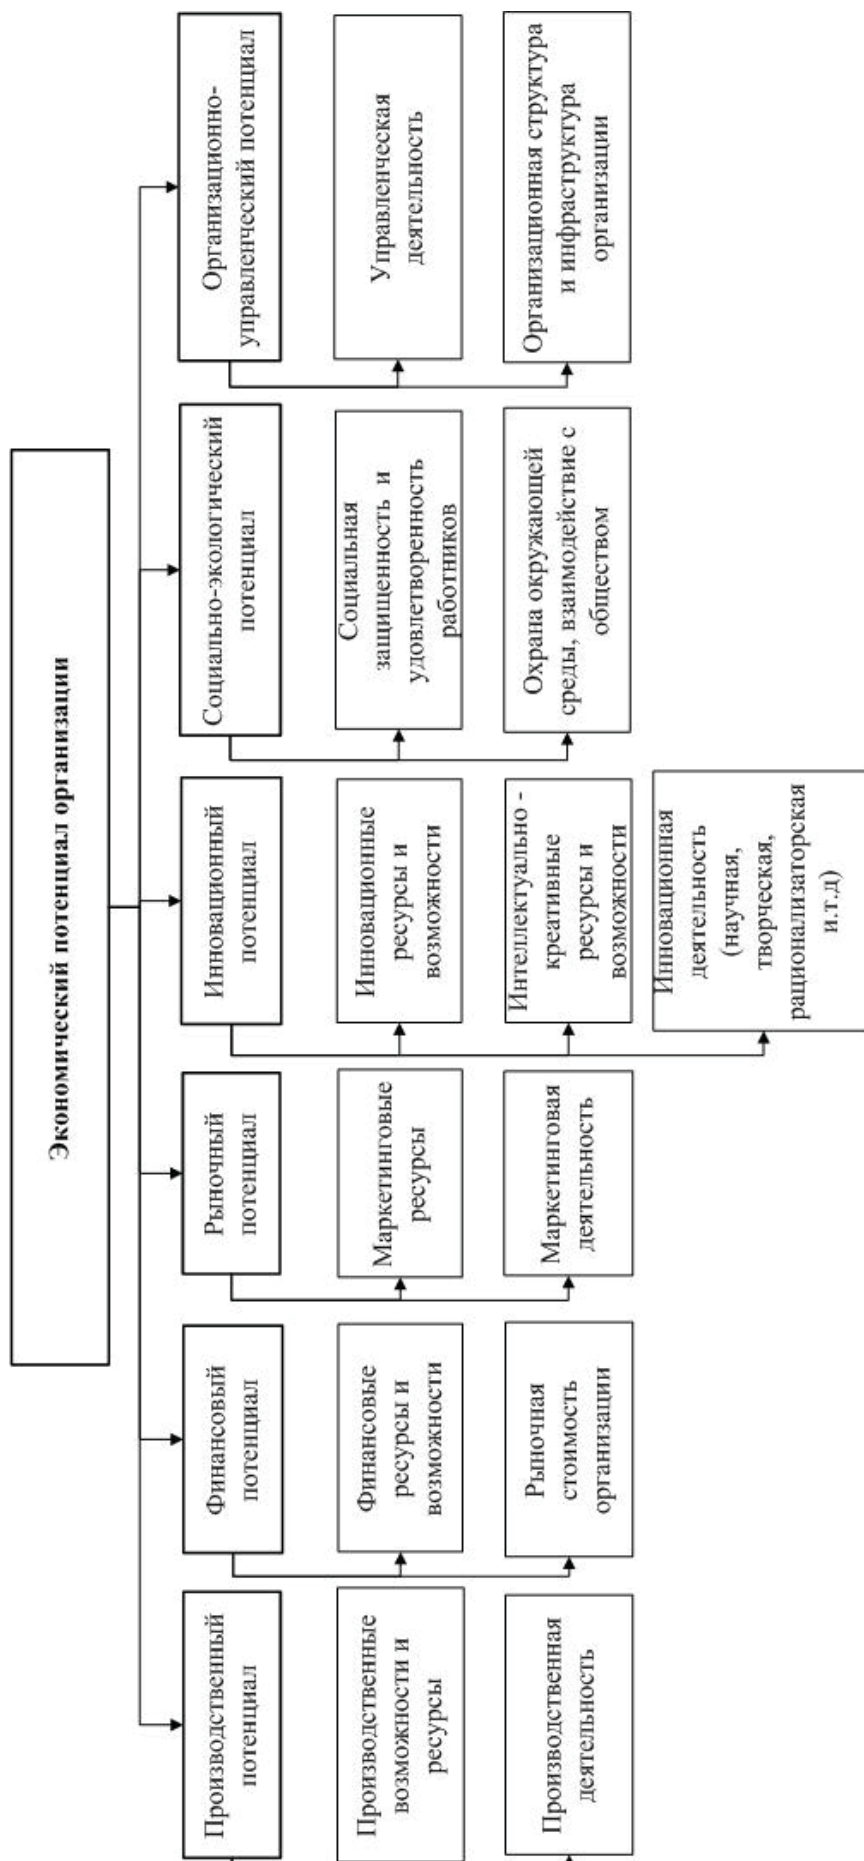 Экономический потенциал организации
Производственный
потенциал
Финансовый
потенциал
Рыночный
потенциал
Инновационный
потенциал
Социально-экологический
потенциал
Организационно-
управленческий потенциал
Производственные
возможности и
ресурсы
Финансовые
ресурсы и
возможности
Маркетинговые
ресурсы
Инновационные
ресурсы и
возможности
Социальная
защищенность и
удовлетворенность
работников
Управленческая
деятельность
Производственная
деятельность
Рыночная
стоимость
организации
Маркетинговая
деятельность
Интеллектуально -
креативные
ресурсы и
возможности
Охрана окружающей
среды, взаимодействие с
обществом
Организационная структура
и инфраструктура
организации
Инновационная
деятельность
(научная,
творческая,
рационализаторская
и.т.д)